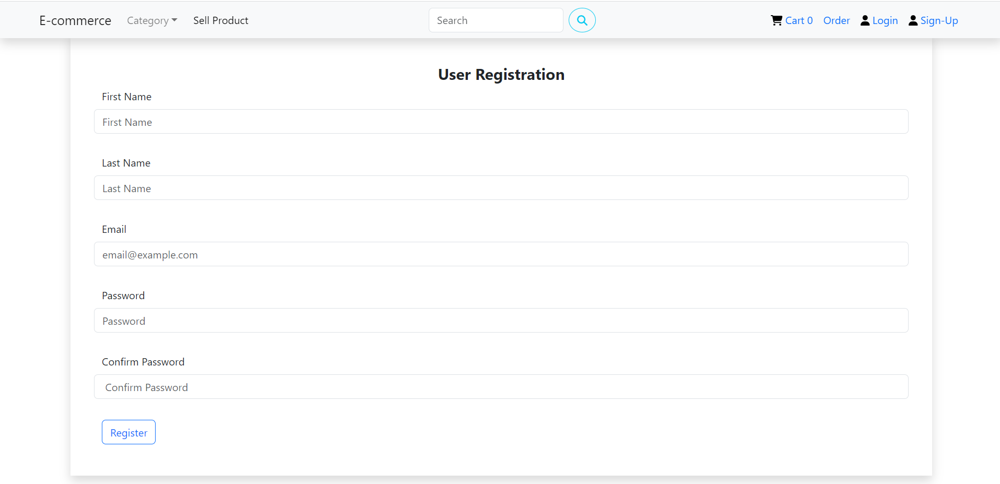 E-commerce Category Sell Product Search Cart 0 Order Login Sign-Up
User Registration
First Name
First Name
Last Name
Last Name
Email
email@example.com
Password
Password
Confirm Password
Confirm Password
Register